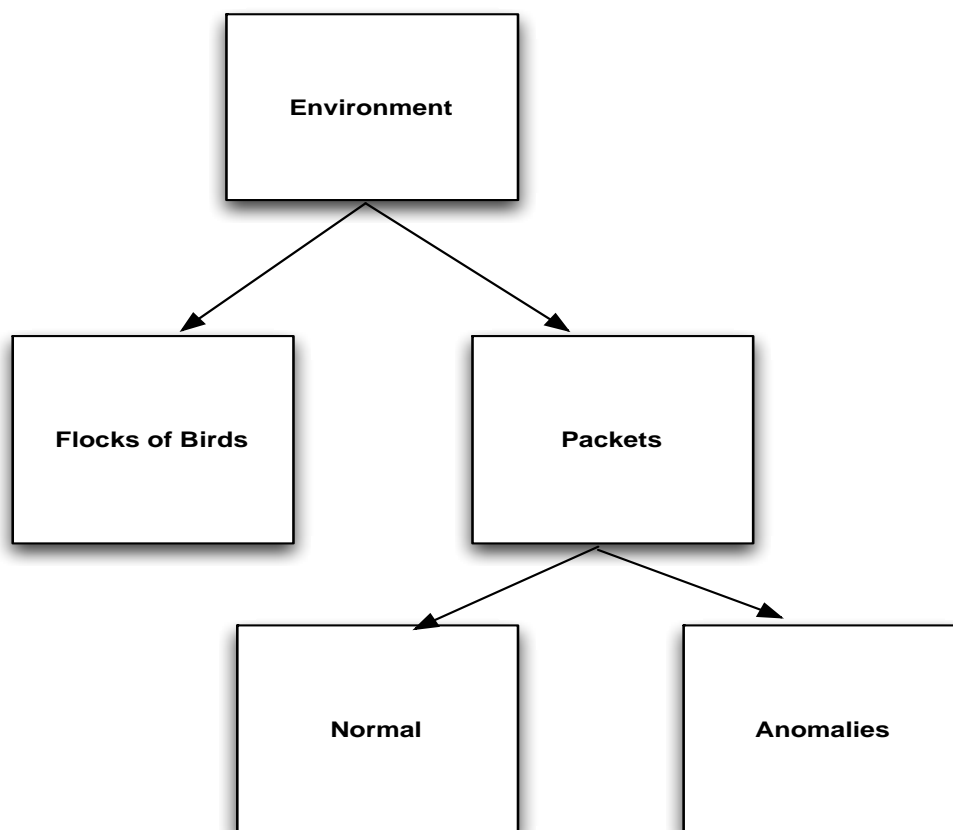 Environment
Flocks of Birds
Packets
Normal
Anomalies